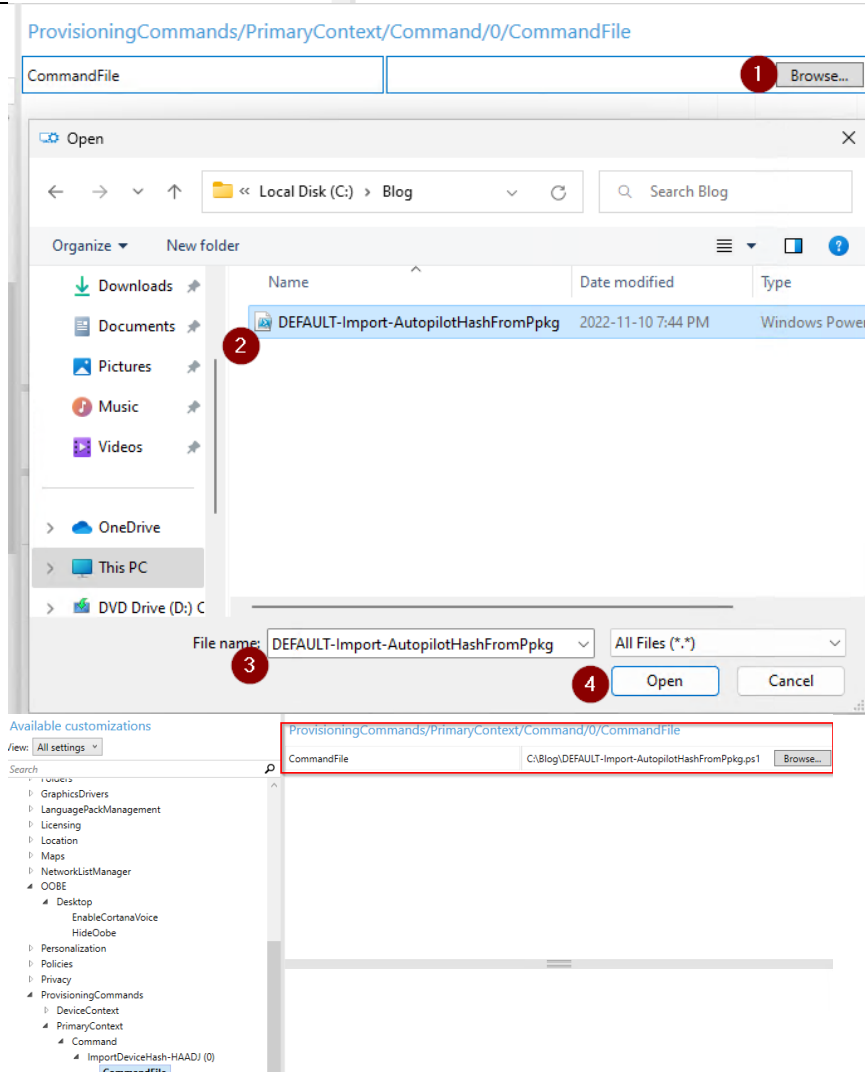 ProvisioningCommands/PrimaryContext/Command/0/CommandFile
CommandFile 1 Browse...
Open
« Local Disk (C:) > Blog Search Blog
Organize New folder
Name Date modified Type
Downloads
DEFAULT-Import-AutopilotHashFromPpkg 2022-11-10 7:44 PM Windows Power
2
Documents
Pictures
Music
Videos
OneDrive
This PC
DVD Drive (D:) C
File name: DEFAULT-Import-AutopilotHashFromPpkg All Files (*.*)
3
4 Open Cancel
Available customizations
View: All settings
Search
ProvisioningCommands/PrimaryContext/Command/0/CommandFile
CommandFile C:\Blog\DEFAULT-Import-AutopilotHashFromPpkg.ps1 Browse...
Folders
GraphicsDrivers
LanguagePackManagement
Licensing
Location
Maps
NetworkListManager
OOBE
Desktop
EnableCortanaVoice
HideOobe
Personalization
Policies
Privacy
ProvisioningCommands
DeviceContext
PrimaryContext
Command
ImportDeviceHash-HAADJ (0)
CommandFile